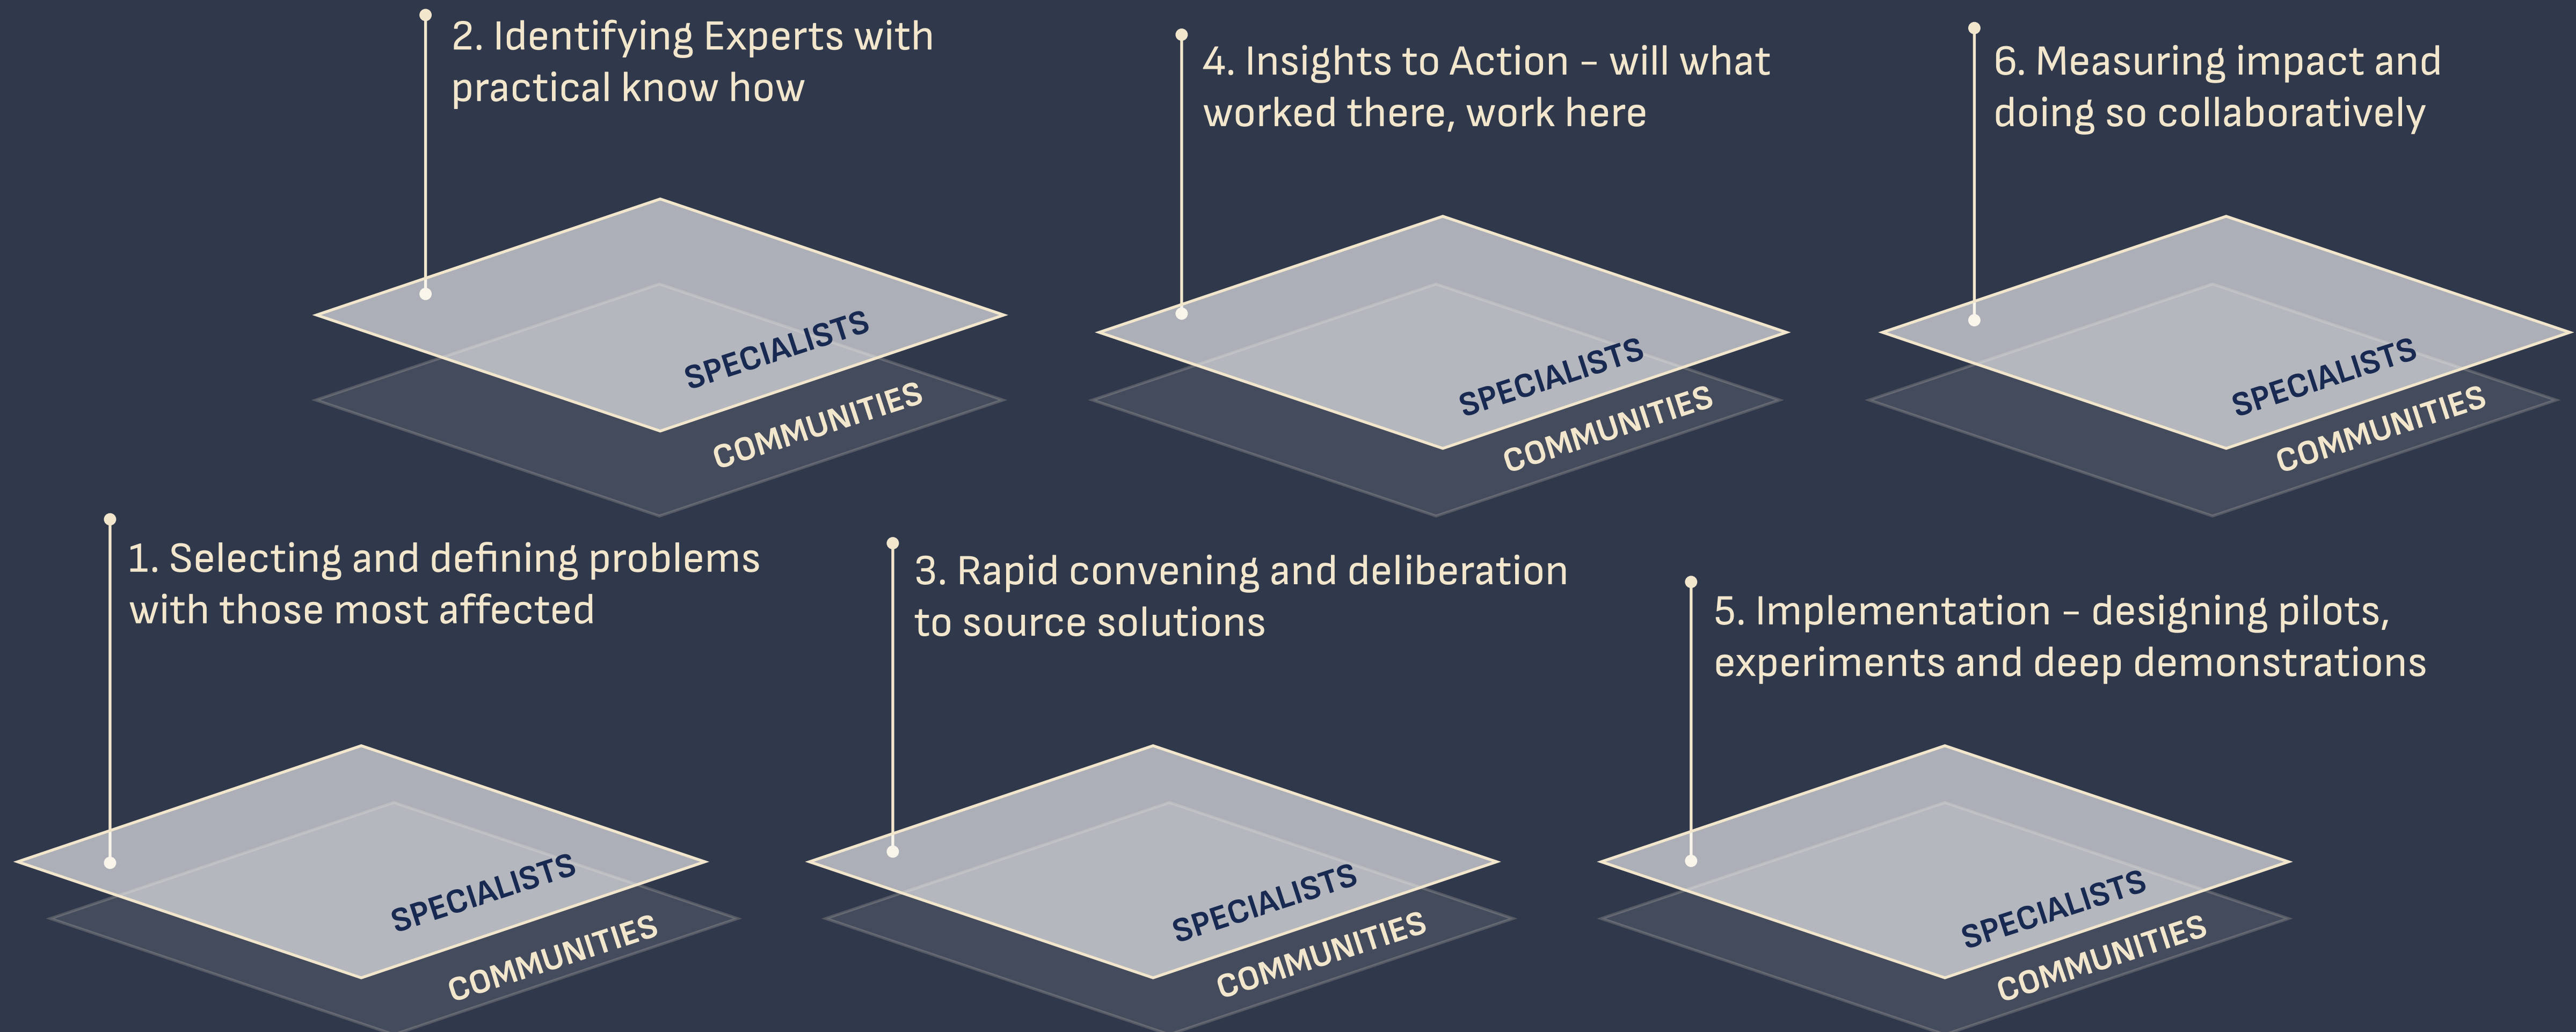 2. Identifying Experts with
practical know how
SPECIALISTS
COMMUNITIES
4. Insights to Action - will what
worked there, work here
SPECIALISTS
COMMUNITIES
6. Measuring impact and
doing so collaboratively
SPECIALISTS
COMMUNITIES
1. Selecting and defining problems
with those most affected
SPECIALISTS
COMMUNITIES
3. Rapid convening and deliberation
to source solutions
SPECIALISTS
COMMUNITIES
5. Implementation - designing pilots,
experiments and deep demonstrations
SPECIALISTS
COMMUNITIES